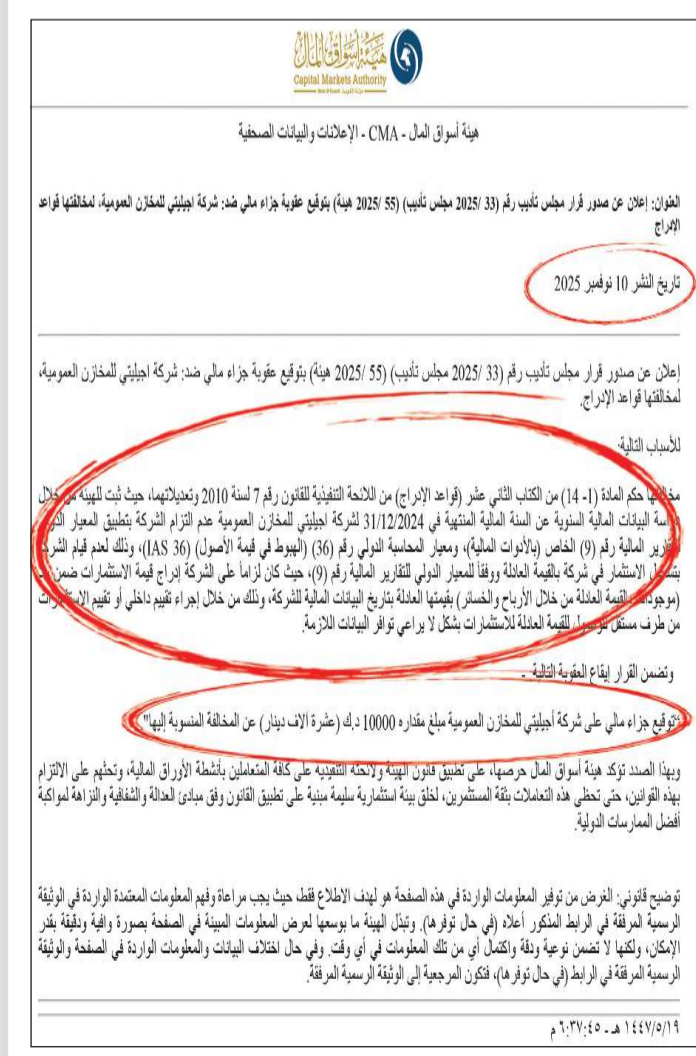 هيئة أسواق المال
Capital Markets Authority
هيئة أسواق المال - CMA - الإعلانات والبيانات الصحفية
العنوان: إعلان عن صدور قرار مجلس تأديب رقم (33 /2025 مجلس تأديب) (55 /2025 هيئة) بتوقيع عقوبة جزاء مالي ضد: شركة اجيليتي للمخازن العمومية، لمخالفتها قواعد
الإدراج
تاريخ النشر 10 نوفمبر 2025
إعلان عن صدور قرار مجلس تأديب رقم (33 /2025 مجلس تأديب) (55 /2025 هيئة) بتوقيع عقوبة جزاء مالي ضد: شركة اجيليتي للمخازن العمومية،
لمخالفتها قواعد الإدراج.
للأسباب التالية:
مخالفتها حكم المادة (1- 14) من الكتاب الثاني عشر (قواعد الإدراج) من اللائحة التنفيذية للقانون رقم 7 لسنة 2010 وتعديلاتهما، حيث ثبت للهيئة من خلال
دراسة البيانات المالية السنوية عن السنة المالية المنتهية في 31/12/2024 لشركة اجيليتي للمخازن العمومية عدم التزام الشركة بتطبيق المعيار
للتقارير المالية رقم (9) الخاص (بالأدوات المالية)، ومعيار المحاسبة الدولي رقم (36) (الهبوط في قيمة الأصول) (IAS 36)، وذلك لعدم قيام الشركة
الاستثمار في شركة بالقيمة العادلة ووفقاً للمعيار الدولي للتقارير المالية رقم (9)، حيث كان لزاماً على الشركة إدراج قيمة الاستثمارات ضمن
(موجودات بالقيمة العادلة من خلال الأرباح والخسائر) بقيمتها العادلة بتاريخ البيانات المالية للشركة، وذلك من خلال إجراء تقييم داخلي أو تقييم الاستثمارات
من طرف مستقل للوصول للقيمة العادلة للاستثمارات بشكل لا يراعي توافر البيانات اللازمة.
وتضمن القرار إيقاع العقوبة التالية -
"توقيع جزاء مالي على شركة أجيليتي للمخازن العمومية مبلغ مقداره 10000 د.ك (عشرة آلاف دينار) عن المخالفة المنسوبة إليها"
وبهذا الصدد تؤكد هيئة أسواق المال حرصها، على تطبيق قانون الهيئة ولائحته التنفيذيه على كافة المتعاملين بأنشطة الأوراق المالية، وتحثهم على الالتزام
بهذه القوانين، حتى تحظي هذه التعاملات بثقة المستثمرين، لخلق بيئة استشارية سليمة مبنية على تطبيق القانون وفق مبادئ العدالة والشفافية والنزاهة لمواكبة
أفضل الممارسات الدولية.
توضيح قانوني: الغرض من توفير المعلومات الواردة في هذه الصفحة هو لهدف الاطلاع فقط، حيث يجب مراعاة وفهم المعلومات المعتمدة الواردة في الوثيقة
الرسمية المرفقة في الرابط المذكور أعلاه (في حال توفرها). وتبذل الهيئة ما بوسعها لعرض المعلومات المبينة في الصفحة بصورة وافية ودقيقة بقدر
الإمكان، ولكنها لا تضمن نوعية ودقة واكتمال أي من تلك المعلومات في أي وقت. وفي حال اختلاف البيانات والمعلومات الواردة في الصفحة والوثيقة
الرسمية المرفقة في الرابط (في حال توفرها)، فتكون المرجعية إلى الوثيقة الرسمية المرفقة.
١٤٤٧/٥/١٩ هـ - ٦:٣٧:٤٥ م